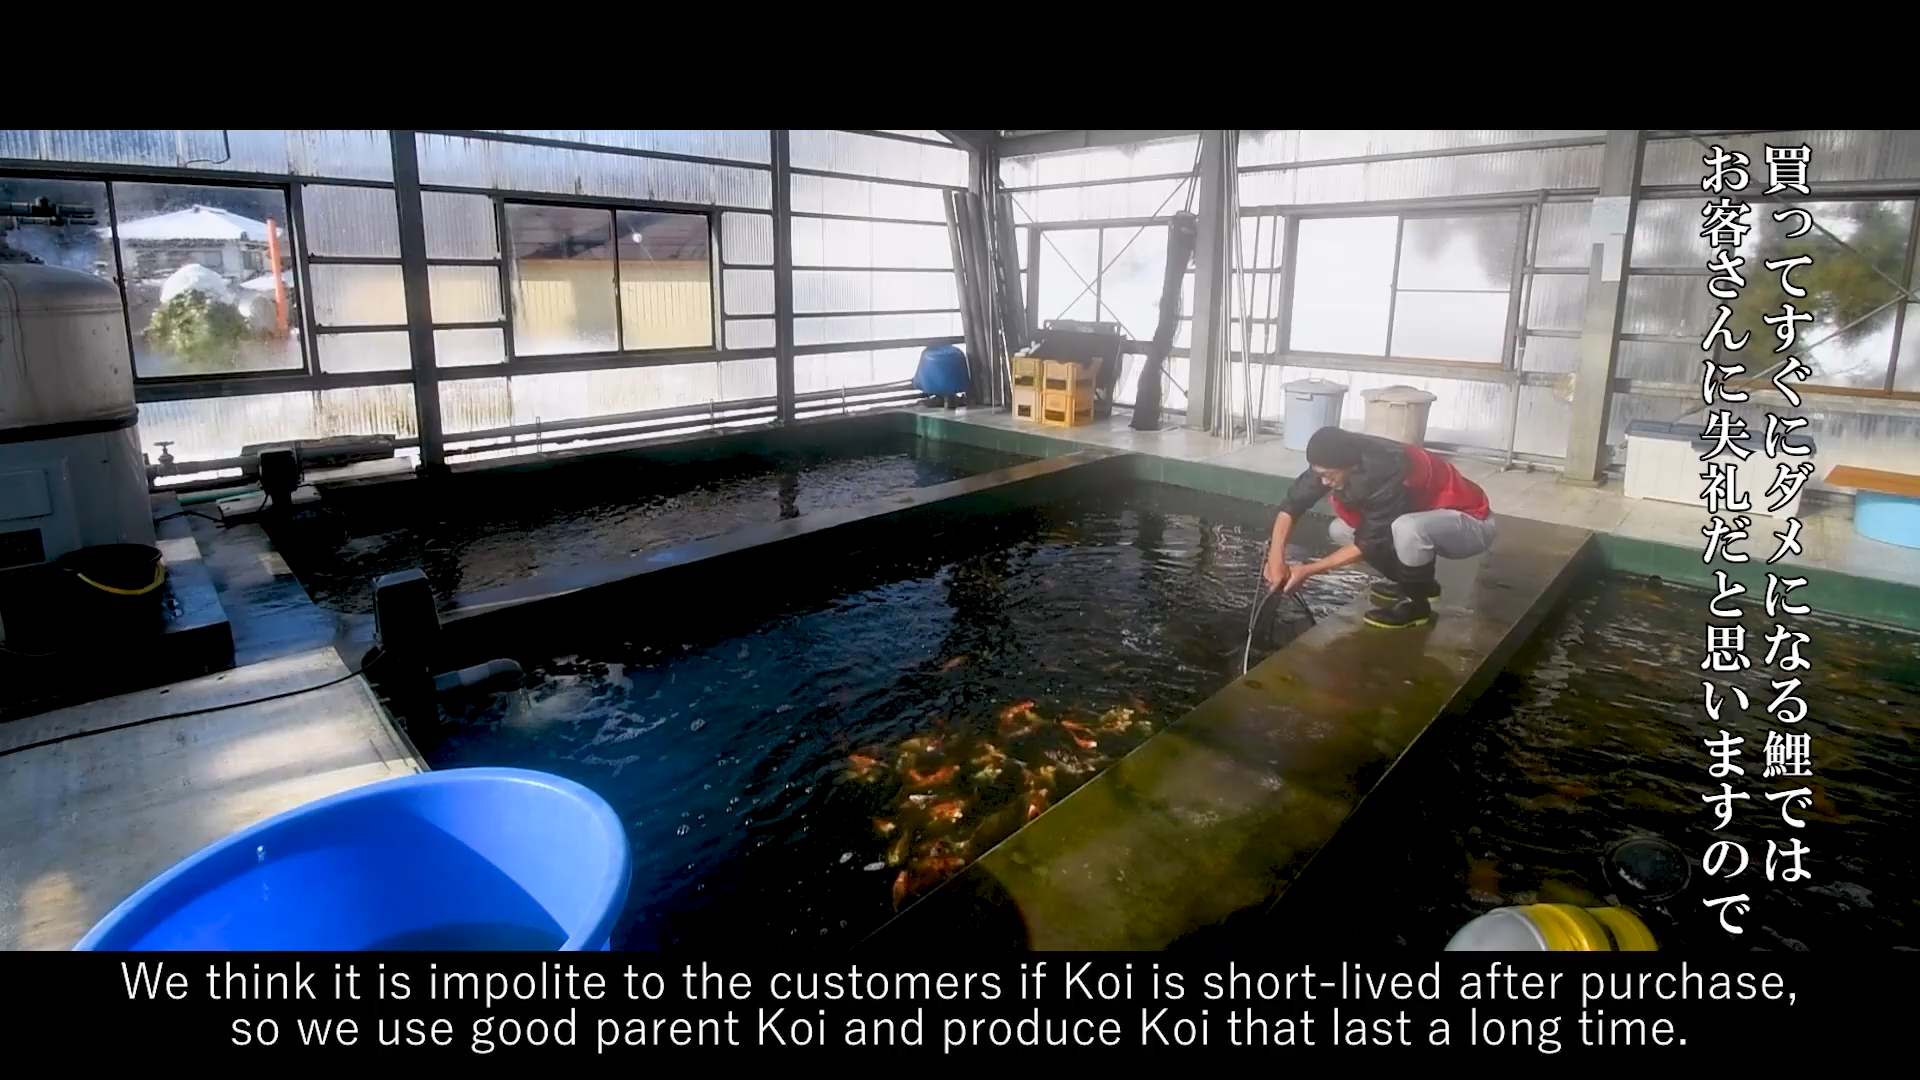 買ってすぐにダメになる鯉では
お客さんに失礼だと思いますので
We think it is impolite to the customers if Koi is short-lived after purchase,
so we use good parent Koi and produce Koi that last a long time.